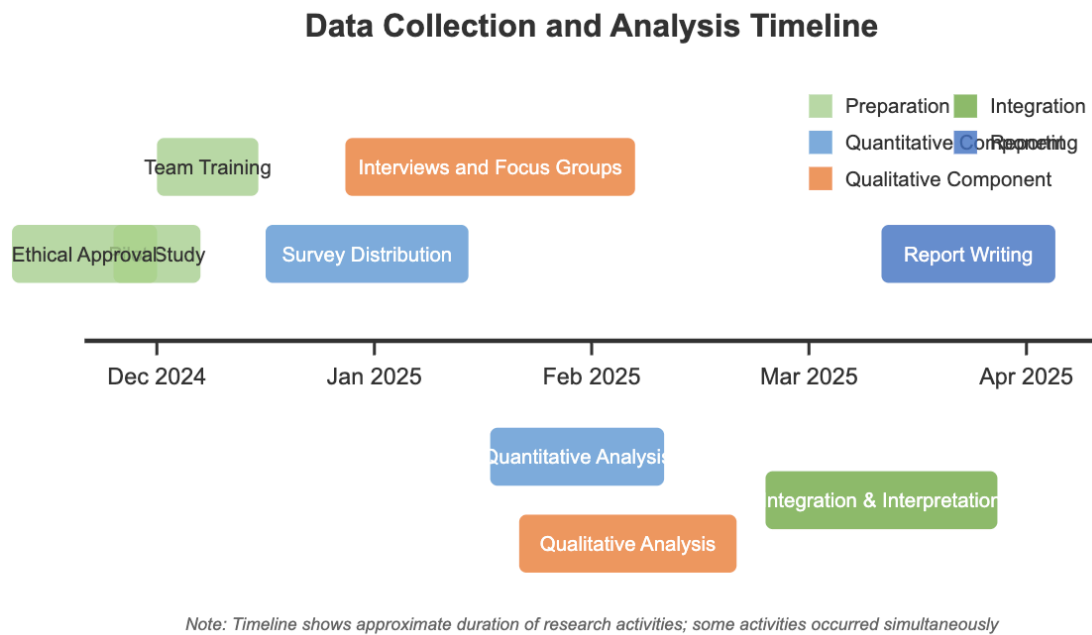 Data Collection and Analysis Timeline
Preparation
Integration
Quantitative Component
Reporting
Qualitative Component
Team Training
Interviews and Focus Groups
Ethical Approval
Pilot Study
Survey Distribution
Report Writing
Dec 2024
Jan 2025
Feb 2025
Mar 2025
Apr 2025
Quantitative Analysis
Integration & Interpretation
Qualitative Analysis
Note: Timeline shows approximate duration of research activities; some activities occurred simultaneously